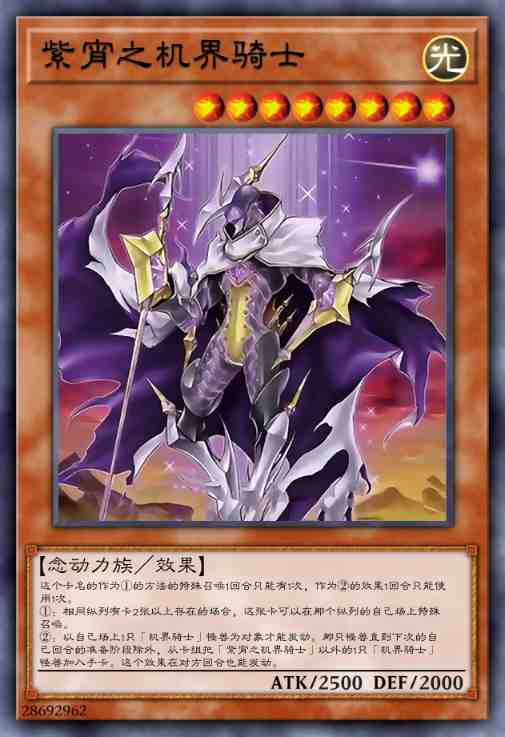 紫宵之机界骑士
光
【念动力族／效果】
这个卡名的作为①的方法的特殊召唤1回合只能有1次，作为②的效果1回合只能使
用1次。
①：相同纵列有卡2张以上存在的场合，这张卡可以在那个纵列的自己场上特殊
召唤。
②：以自己场上1只「机界骑士」怪兽为对象才能发动。那只怪兽直到下次的自
己回合的准备阶段除外，从卡组把「紫宵之机界骑士」以外的1只「机界骑士」
怪兽加入手卡。这个效果在对方回合也能发动。
ATK/2500 DEF/2000
28692962